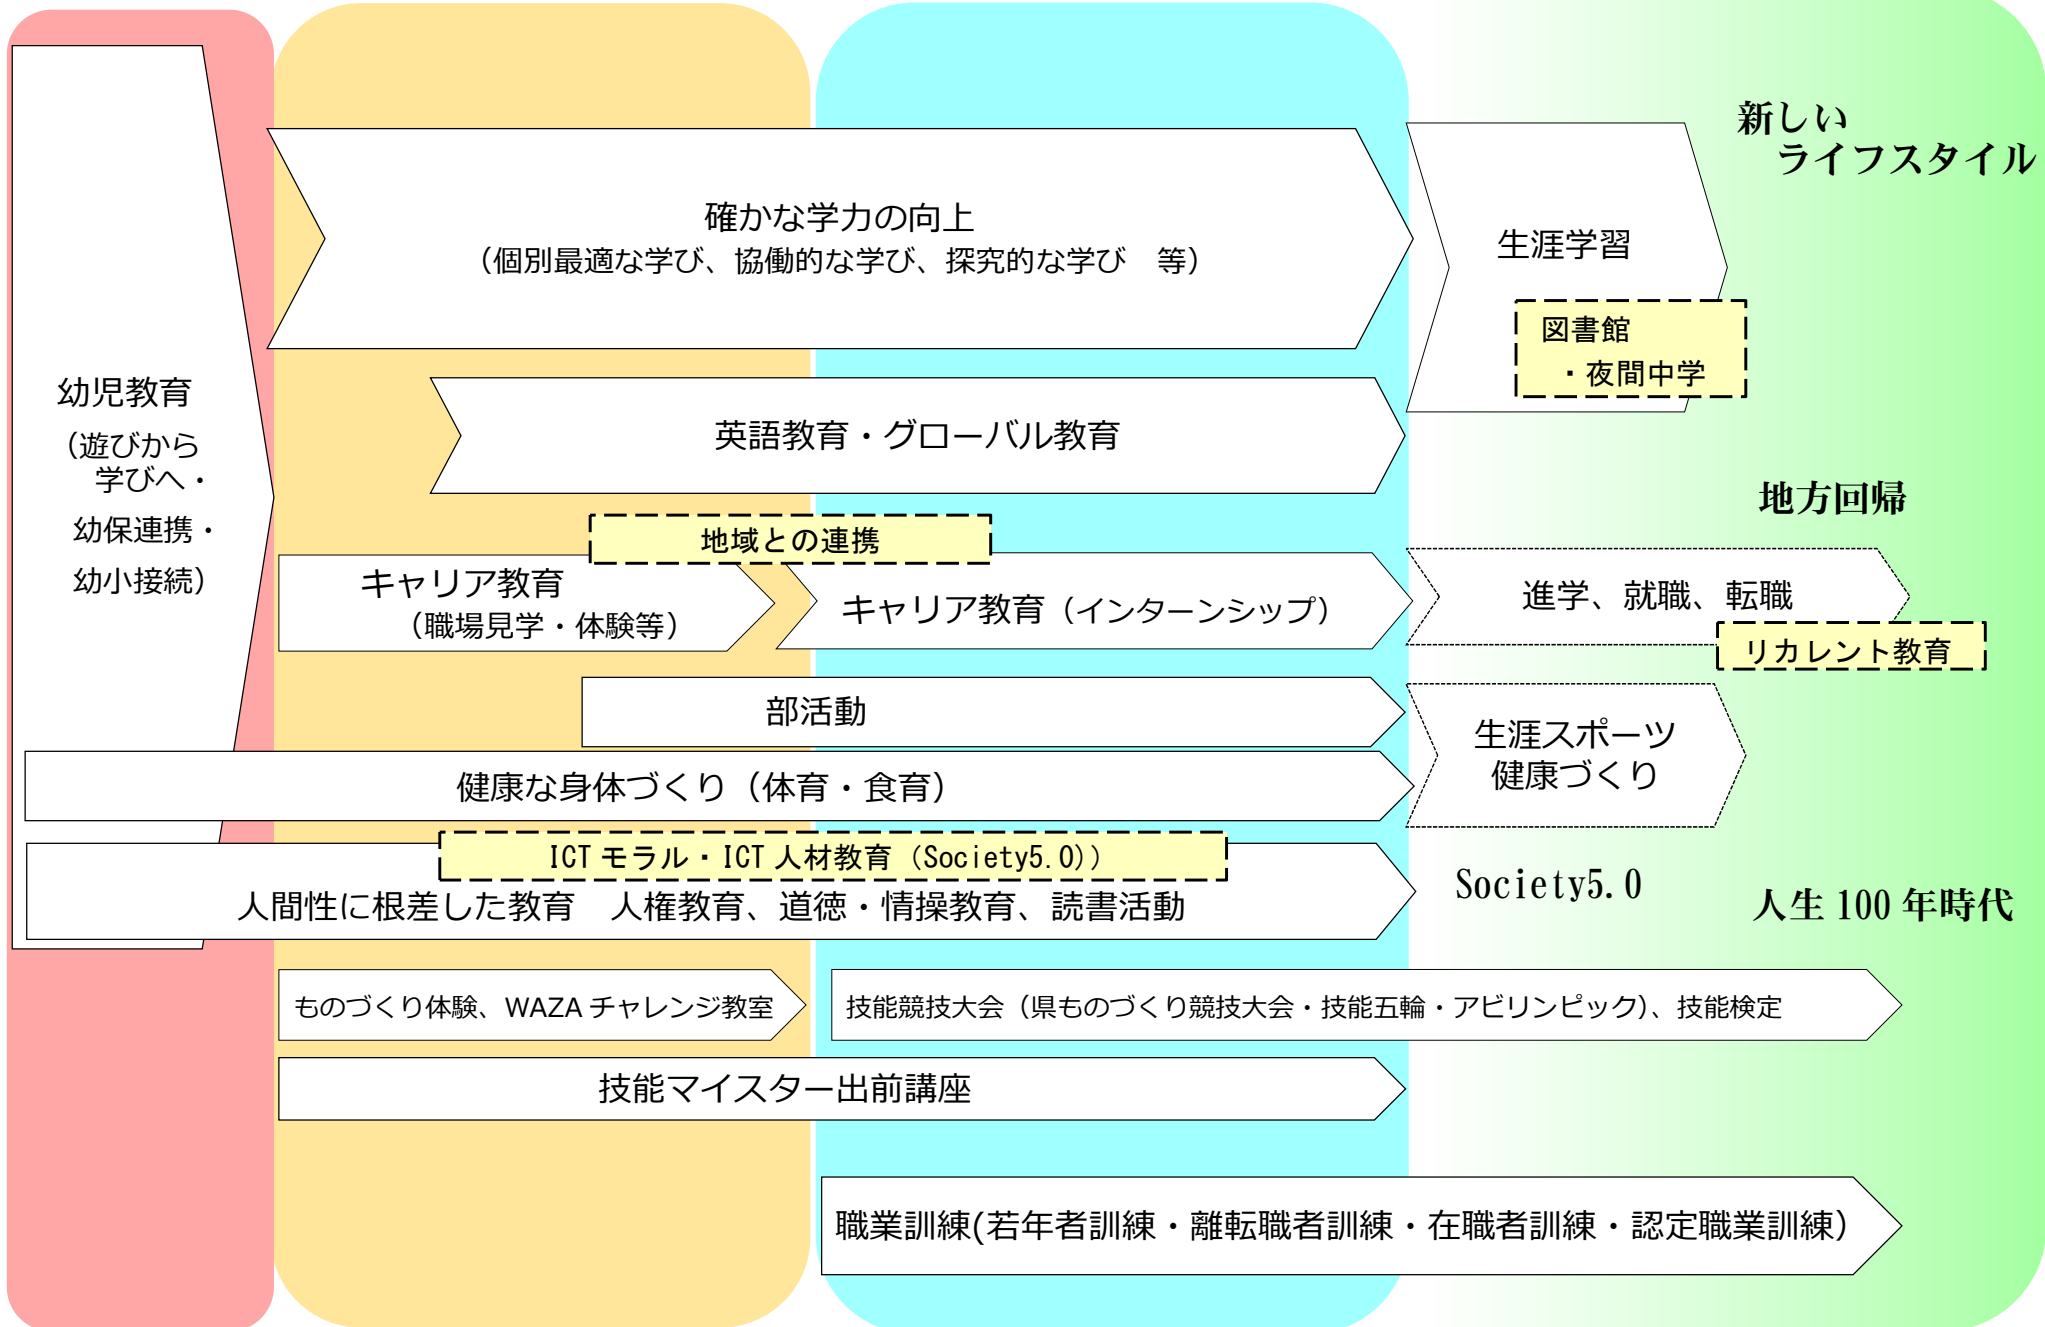 新しい
ライフスタイル
確かな学力の向上
（個別最適な学び、協働的な学び、探究的な学び　等）
生涯学習
図書館
・夜間中学
幼児教育
（遊びから
学びへ・
幼保連携・
幼小接続）
英語教育・グローバル教育
地方回帰
地域との連携
キャリア教育
（職場見学・体験等）
キャリア教育（インターンシップ）
進学、就職、転職
リカレント教育
部活動
生涯スポーツ
健康づくり
健康な身体づくり（体育・食育）
ICT モラル・ICT 人材教育（Society5.0)）
人間性に根差した教育　人権教育、道徳・情操教育、読書活動
Society5.0
人生 100 年時代
ものづくり体験、WAZA チャレンジ教室
技能競技大会（県ものづくり競技大会・技能五輪・アビリンピック）、技能検定
技能マイスター出前講座
職業訓練(若年者訓練・離転職者訓練・在職者訓練・認定職業訓練）